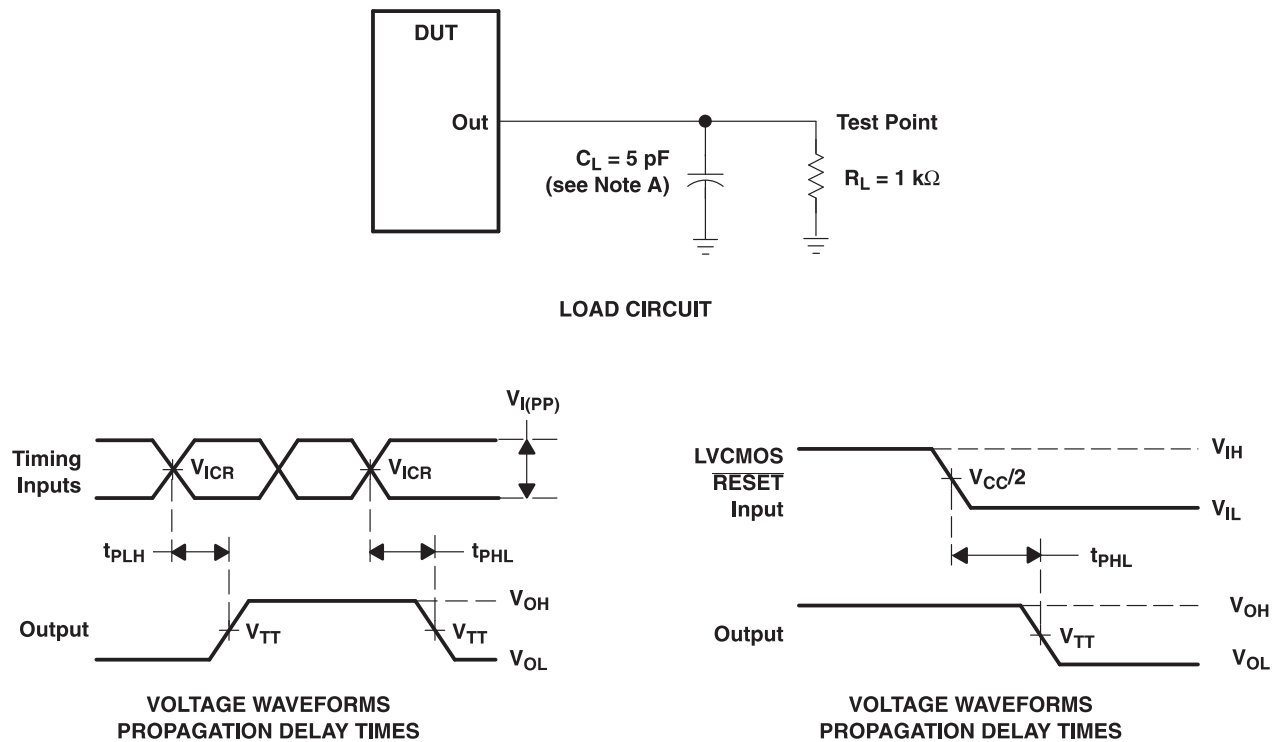 DUT
Out
Test Point
C_L = 5 pF
(see Note A)
R_L = 1 kΩ
LOAD CIRCUIT
V_I(PP)
Timing
Inputs
V_ICR
V_ICR
t_PLH
t_PHL
V_OH
Output
V_TT
V_TT
V_OL
VOLTAGE WAVEFORMS
PROPAGATION DELAY TIMES
LVCMOS
RESET
Input
V_IH
V_CC/2
V_IL
t_PHL
V_OH
Output
V_TT
V_OL
VOLTAGE WAVEFORMS
PROPAGATION DELAY TIMES